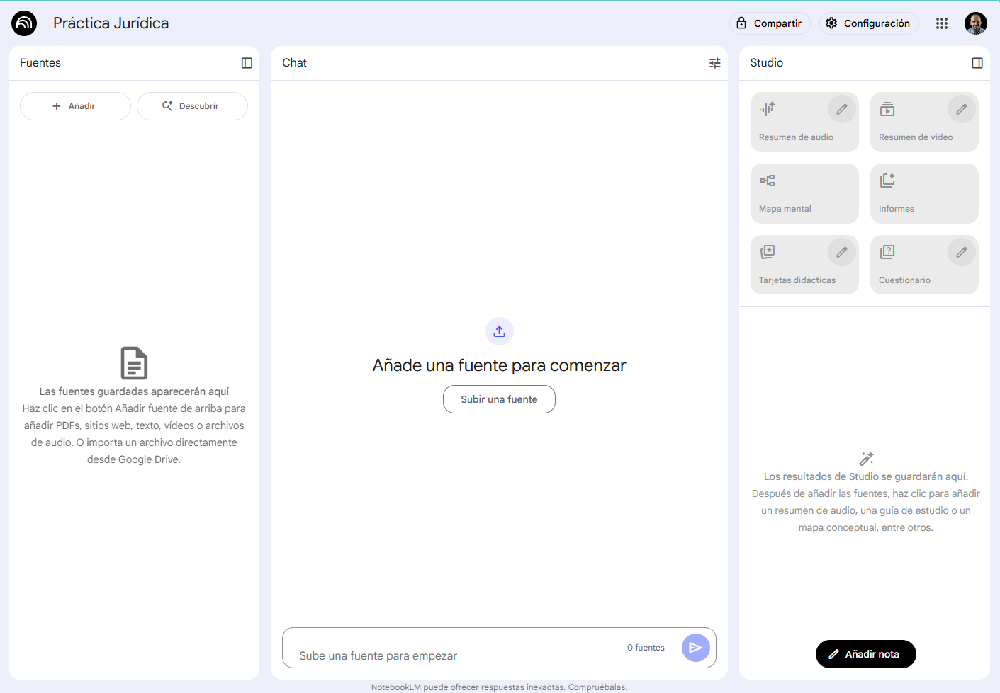 Práctica Jurídica
Compartir
Configuración
Fuentes
Añadir
Descubrir
Las fuentes guardadas aparecerán aquí
Haz clic en el botón Añadir fuente de arriba para
añadir PDFs, sitios web, texto, vídeos o archivos
de audio. O importa un archivo directamente
desde Google Drive.
Chat
Añade una fuente para comenzar
Subir una fuente
Sube una fuente para empezar
0 fuentes
NotebookLM puede ofrecer respuestas inexactas. Compruébalas.
Studio
Resumen de audio
Resumen de vídeo
Mapa mental
Informes
Tarjetas didácticas
Cuestionario
Los resultados de Studio se guardarán aquí.
Después de añadir las fuentes, haz clic para añadir
un resumen de audio, una guía de estudio o un
mapa conceptual, entre otros.
Añadir nota